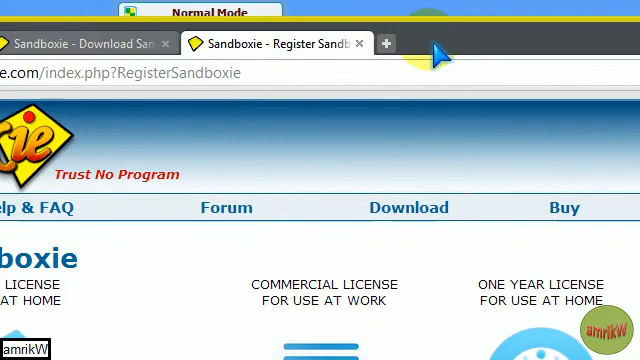 Normal Mode
Sandboxie - Download San
Sandboxie - Register Sandb
e.com/index.php?RegisterSandboxie
xie
Trust No Program
elp & FAQ Forum Download Buy
boxie
LICENSE COMMERCIAL LICENSE ONE YEAR LICENSE
AT HOME FOR USE AT WORK FOR USE AT HOME
amrikW
amrikW